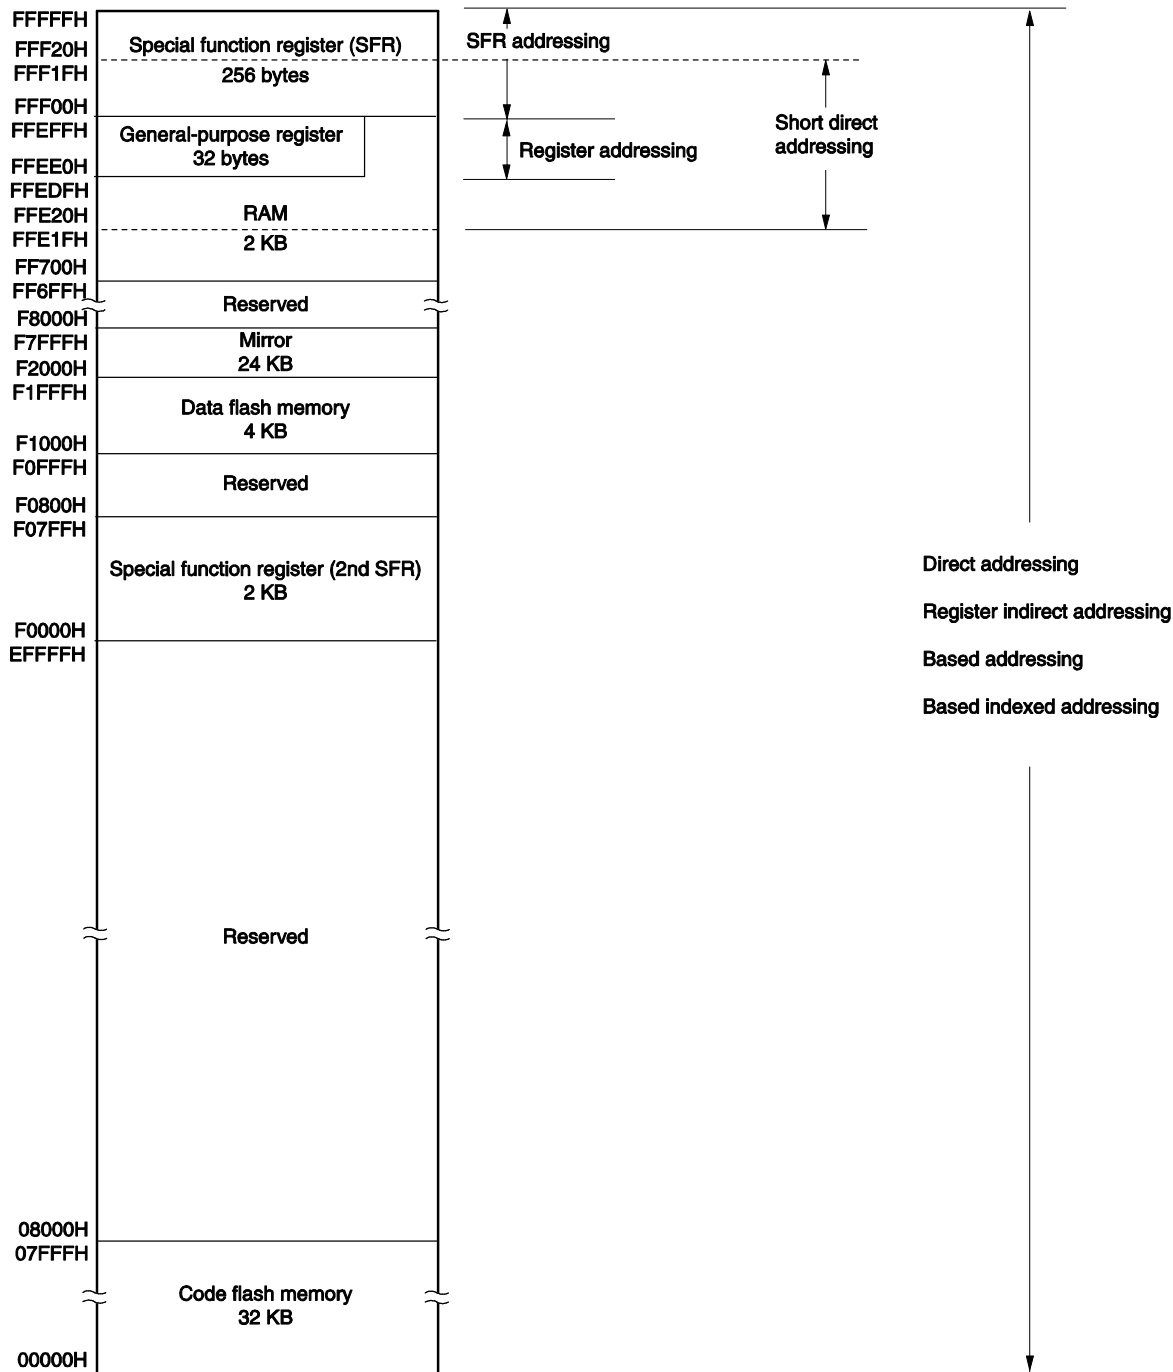 FFFFFH
FFF20H
FFF1FH
FFF00H
FFEFFH
FFEE0H
FFEDFH
FFE20H
FFE1FH
FF700H
FF6FFH
F8000H
F7FFFH
F2000H
F1FFFH
F1000H
F0FFFH
F0800H
F07FFH
F0000H
EFFFFH
08000H
07FFFH
00000H
Special function register (SFR)
256 bytes
General-purpose register
32 bytes
RAM
2 KB
Reserved
Mirror
24 KB
Data flash memory
4 KB
Reserved
Special function register (2nd SFR)
2 KB
Reserved
Code flash memory
32 KB
SFR addressing
Register addressing
Short direct
addressing
Direct addressing
Register indirect addressing
Based addressing
Based indexed addressing